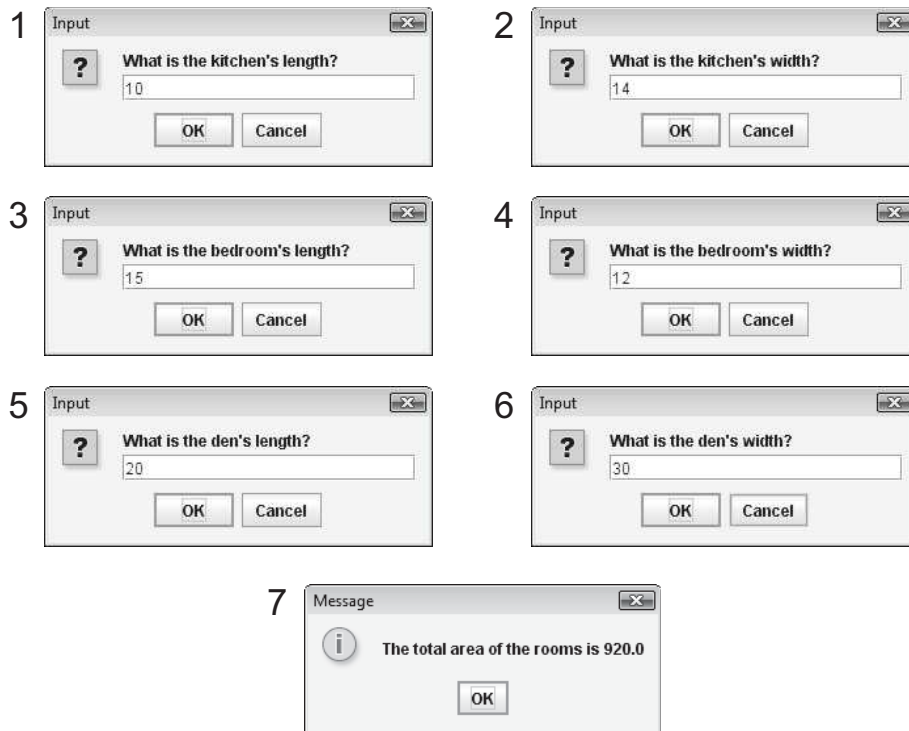 1
Input
What is the kitchen's length?
10
OK Cancel
2
Input
What is the kitchen's width?
14
OK Cancel
3
Input
What is the bedroom's length?
15
OK Cancel
4
Input
What is the bedroom's width?
12
OK Cancel
5
Input
What is the den's length?
20
OK Cancel
6
Input
What is the den's width?
30
OK Cancel
7
Message
The total area of the rooms is 920.0
OK